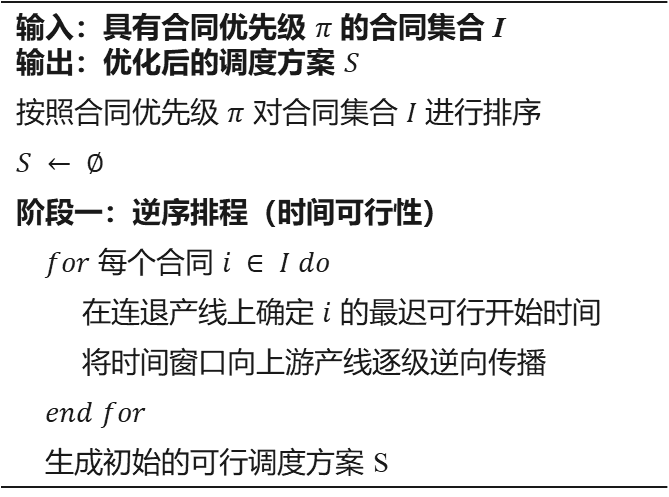 输入：具有合同优先级 π 的合同集合 I
输出：优化后的调度方案 S
按照合同优先级 π 对合同集合 I 进行排序
S ← ∅
阶段一：逆序排程（时间可行性）
for 每个合同 i ∈ I do
在连退产线上确定 i 的最迟可行开始时间
将时间窗口向上游产线逐级逆向传播
end for
生成初始的可行调度方案 S